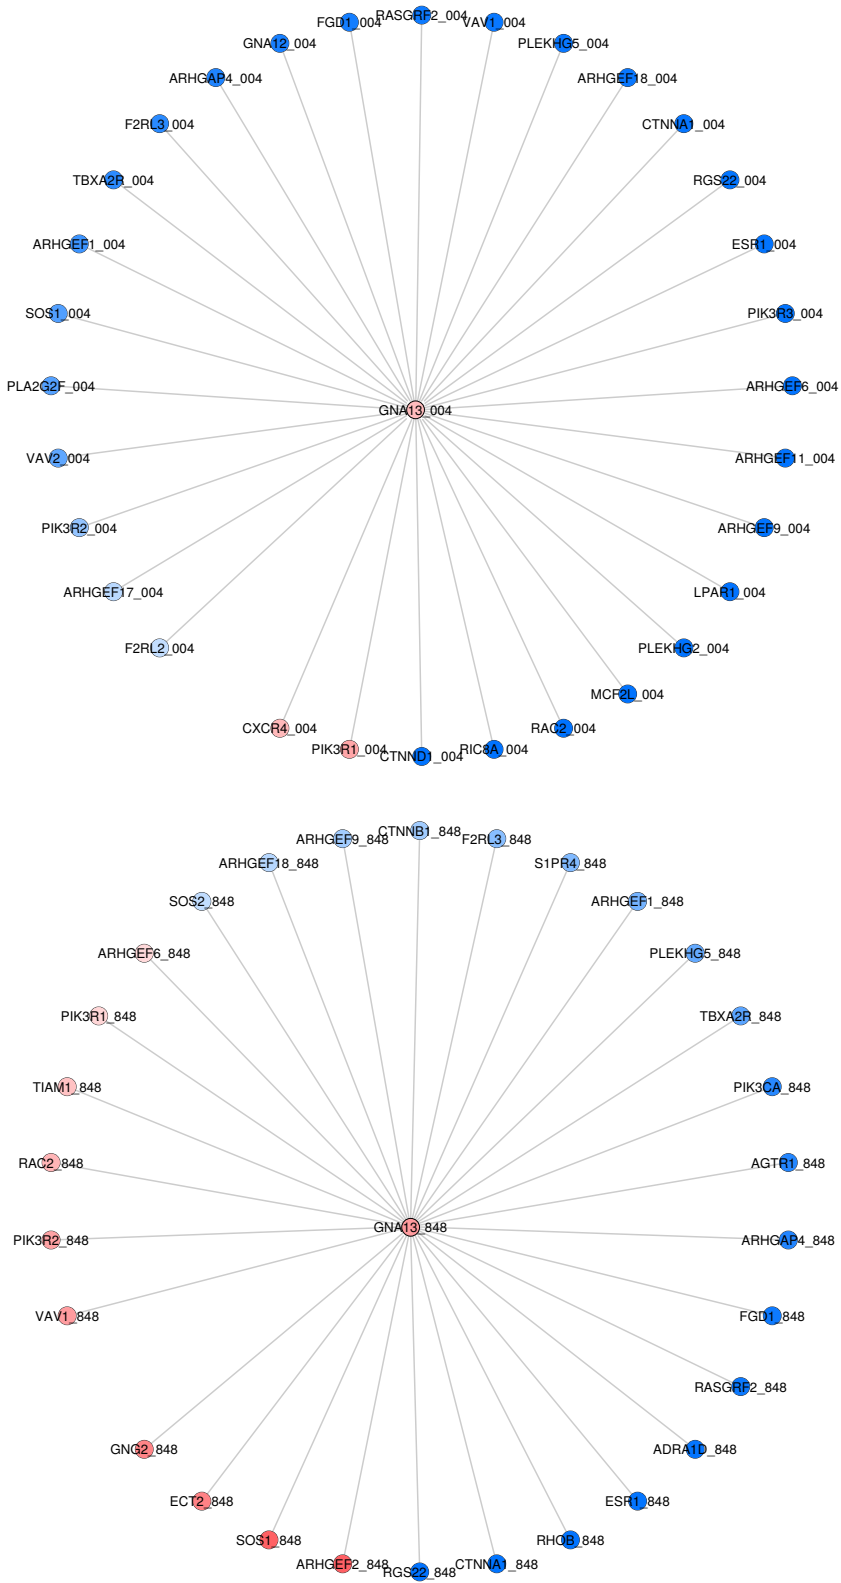 RASGRF2_004
FGD1_004
VAV1_004
GNA12_004
PLEKHG5_004
ARHGAP4_004
ARHGEF18_004
F2RL3_004
CTNNA1_004
TBXA2R_004
RGS22_004
ARHGEF1_004
ESR1_004
SOS1_004
PIK3R3_004
PLA2G2F_004
ARHGEF6_004
GNA13_004
VAV2_004
ARHGEF11_004
PIK3R2_004
ARHGEF9_004
ARHGEF17_004
LPAR1_004
F2RL2_004
PLEKHG2_004
MCF2L_004
CXCR4_004
RAC2_004
PIK3R1_004
RIC8A_004
CTNND1_004
CTNNB1_848
ARHGEF9_848
F2RL3_848
ARHGEF18_848
S1PR4_848
SOS2_848
ARHGEF1_848
ARHGEF6_848
PLEKHG5_848
PIK3R1_848
TBXA2R_848
TIAM1_848
PIK3CA_848
RAC2_848
AGTR1_848
GNA13_848
PIK3R2_848
ARHGAP4_848
VAV1_848
FGD1_848
RASGRF2_848
GNG2_848
ADRA1D_848
ECT2_848
ESR1_848
SOS1_848
RHOB_848
ARHGEF2_848
CTNNA1_848
RGS22_848